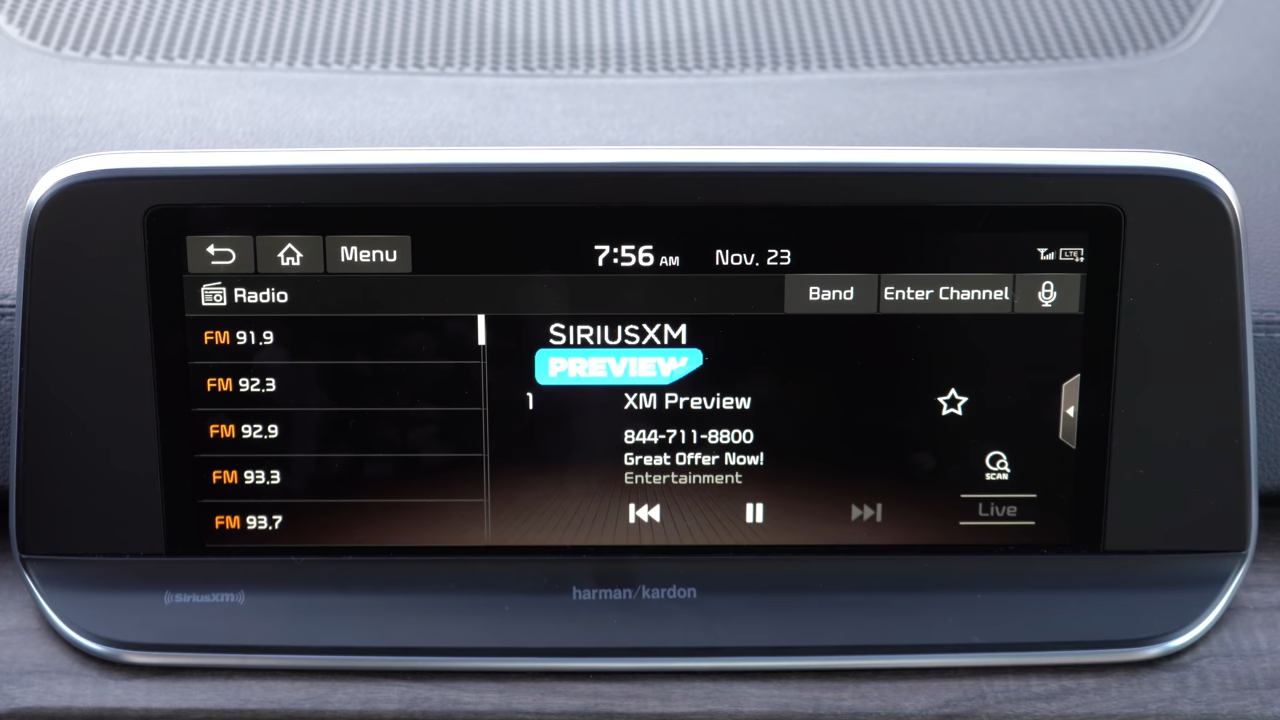 Menu
7:56 AM Nov. 23
LTE
Radio
Band
Enter Channel
FM 91.9
FM 92.3
FM 92.9
FM 93.3
FM 93.7
SIRIUSXM
PREVIEW
1 XM Preview
844-711-8800
Great Offer Now!
Entertainment
SCAN
Live
((SiriusXM))
harman/kardon